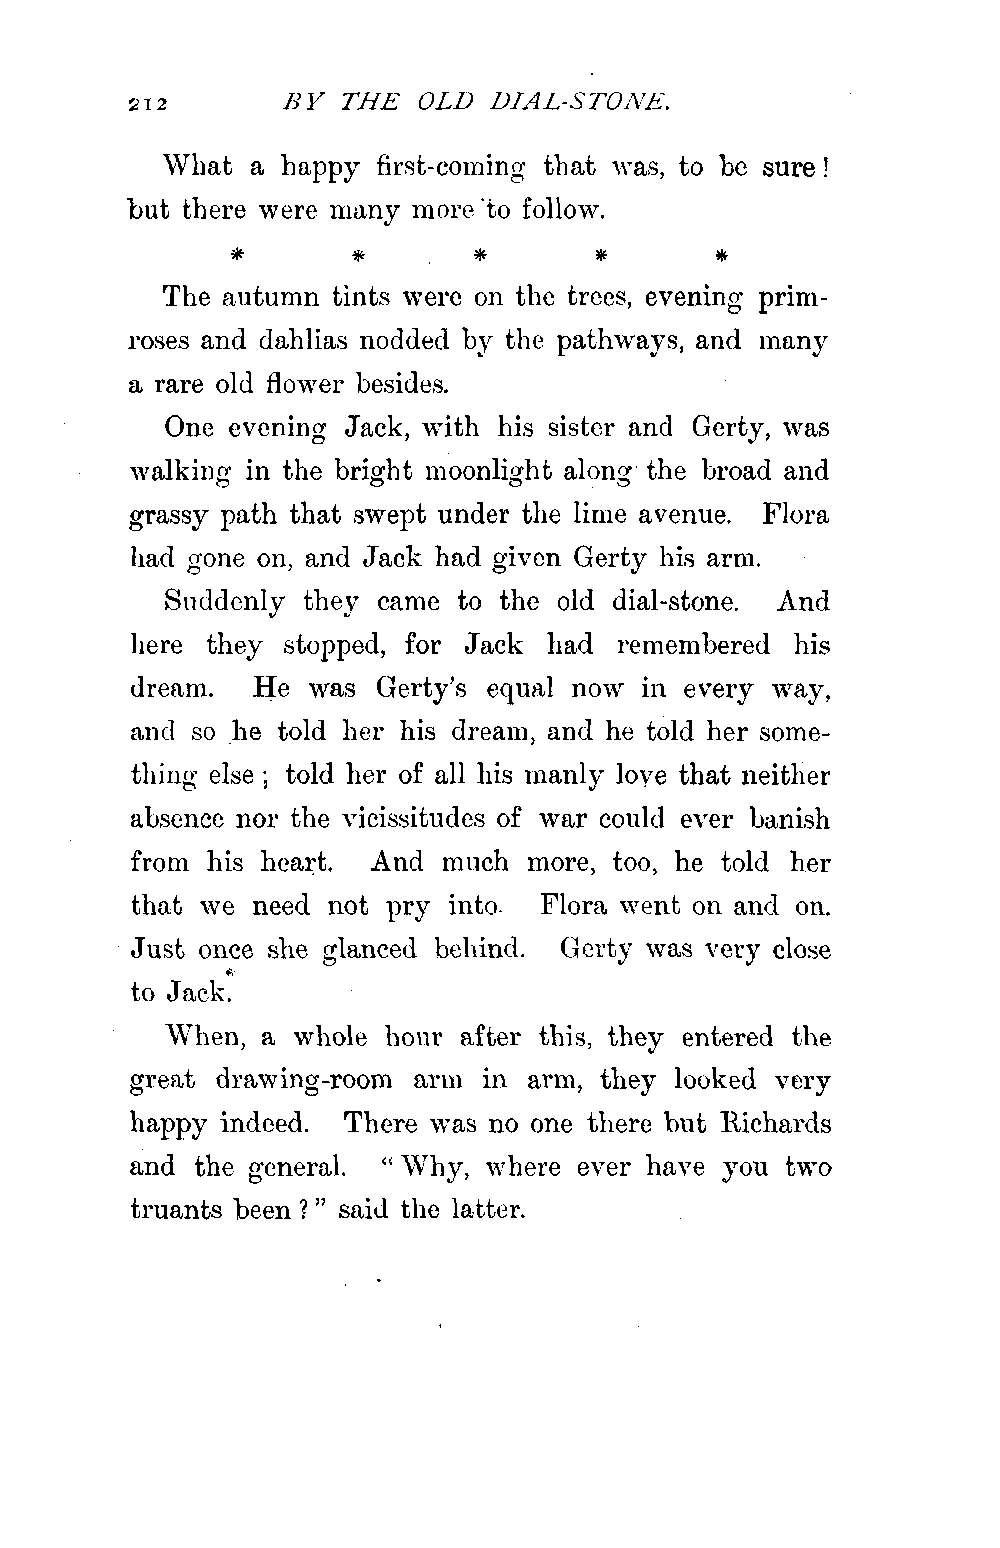 212 BY THE OLD DIAL-STONE.
What a happy first-coming that was, to be sure!
but there were many more to follow.
* * * * *
The autumn tints were on the trees, evening prim-
roses and dahlias nodded by the pathways, and many
a rare old flower besides.
One evening Jack, with his sister and Gerty, was
walking in the bright moonlight along the broad and
grassy path that swept under the lime avenue. Flora
had gone on, and Jack had given Gerty his arm.
Suddenly they came to the old dial-stone. And
here they stopped, for Jack had remembered his
dream. He was Gerty's equal now in every way,
and so he told her his dream, and he told her some-
thing else; told her of all his manly love that neither
absence nor the vicissitudes of war could ever banish
from his heart. And much more, too, he told her
that we need not pry into. Flora went on and on.
Just once she glanced behind. Gerty was very close
to Jack.
When, a whole hour after this, they entered the
great drawing-room arm in arm, they looked very
happy indeed. There was no one there but Richards
and the general. "Why, where ever have you two
truants been?" said the latter.